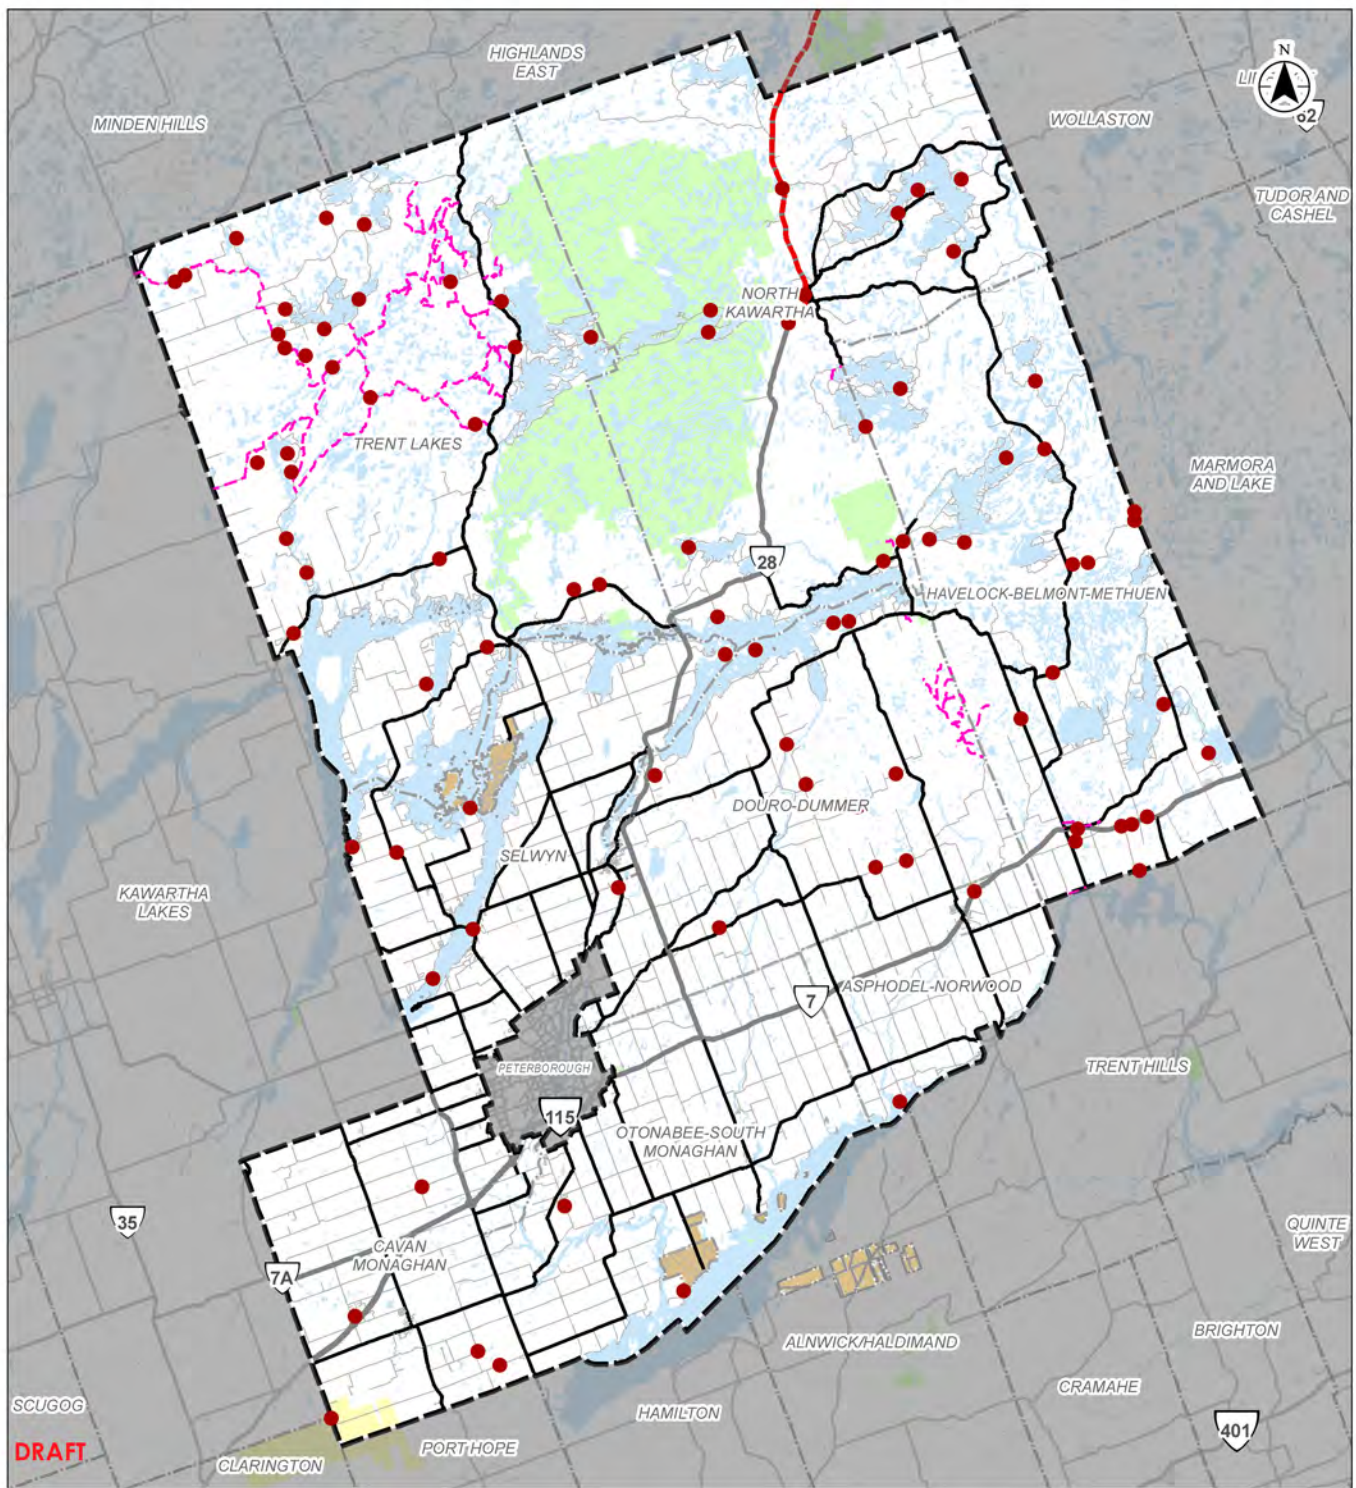 HIGHLANDS
EAST
N
MINDEN HILLS
WOLLASTON
62
TUDOR AND
CASHEL
NORTH
KAWARTHA
TRENT LAKES
MARMORA
AND LAKE
28
HAVELOCK-BELMONT-METHUEN
DOURO-DUMMER
SELWYN
KAWARTHA
LAKES
7
ASPHODEL-NORWOOD
PETERBOROUGH
TRENT HILLS
115
OTONABEE-SOUTH
MONAGHAN
35
QUINTE
WEST
CAVAN
MONAGHAN
7A
BRIGHTON
ALNWICK/HALDIMAND
CRAMAHE
SCUGOG
HAMILTON
401
DRAFT
PORT HOPE
CLARINGTON